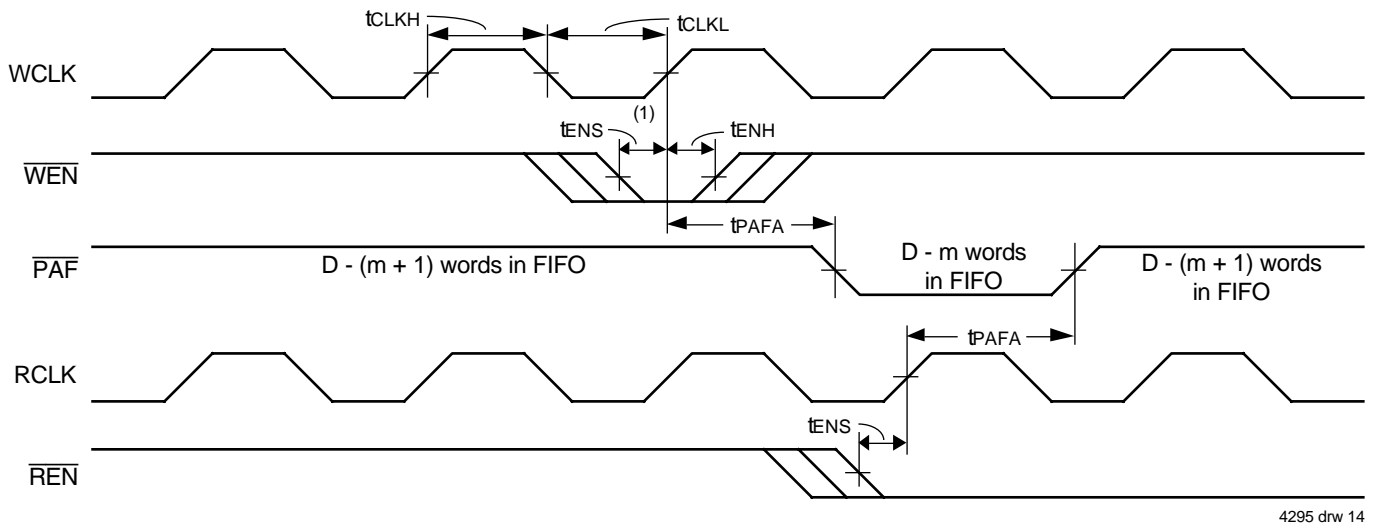 tCLKH
tCLKL
WCLK
(1)
tENS
tENH
WEN
tPAFA
PAF
D - (m + 1) words in FIFO
D - m words
in FIFO
D - (m + 1) words
in FIFO
tPAFA
RCLK
tENS
REN
4295 drw 14